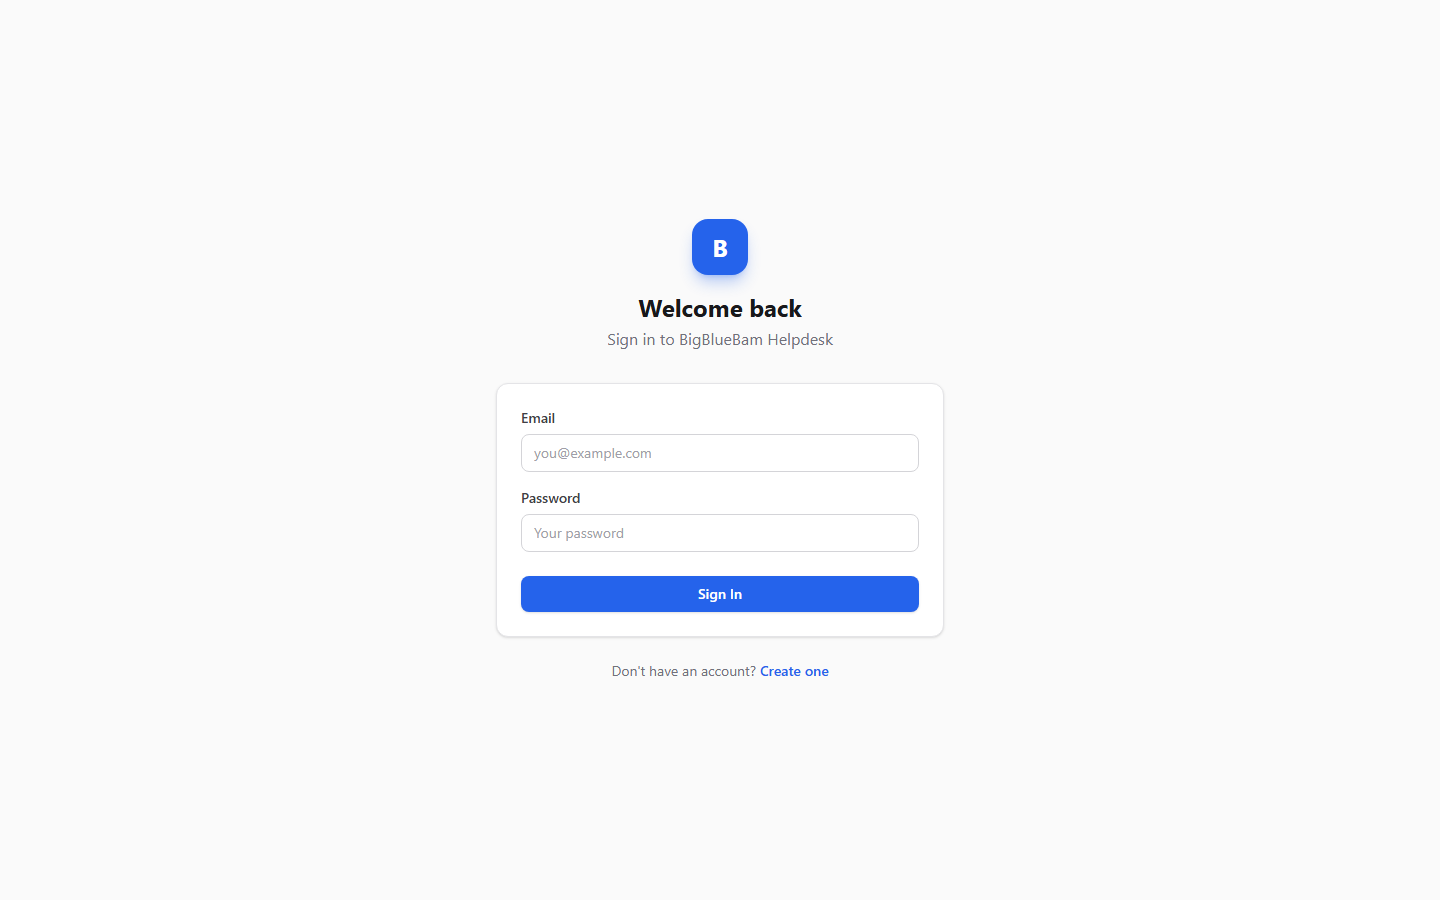 B
Welcome back
Sign in to BigBlueBam Helpdesk
Email
you@example.com
Password
Your password
Sign In
Don't have an account? Create one